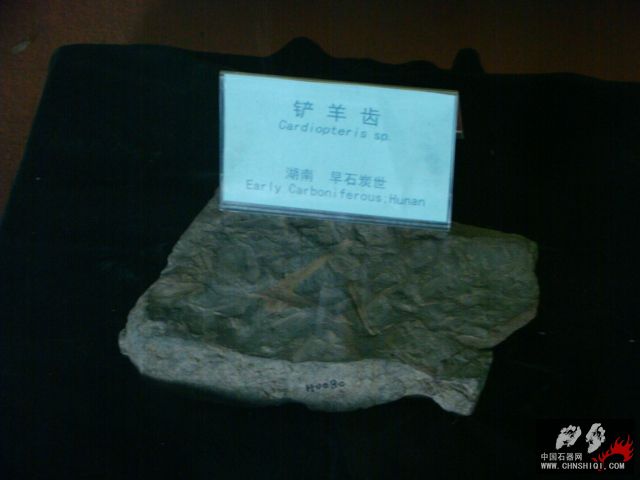 铲羊齿
Cardiopteris sp.
湖南 早石炭世
Early Carboniferous;Hunan
H0080
中国石器网
WWW.CHNSHIQI.COM